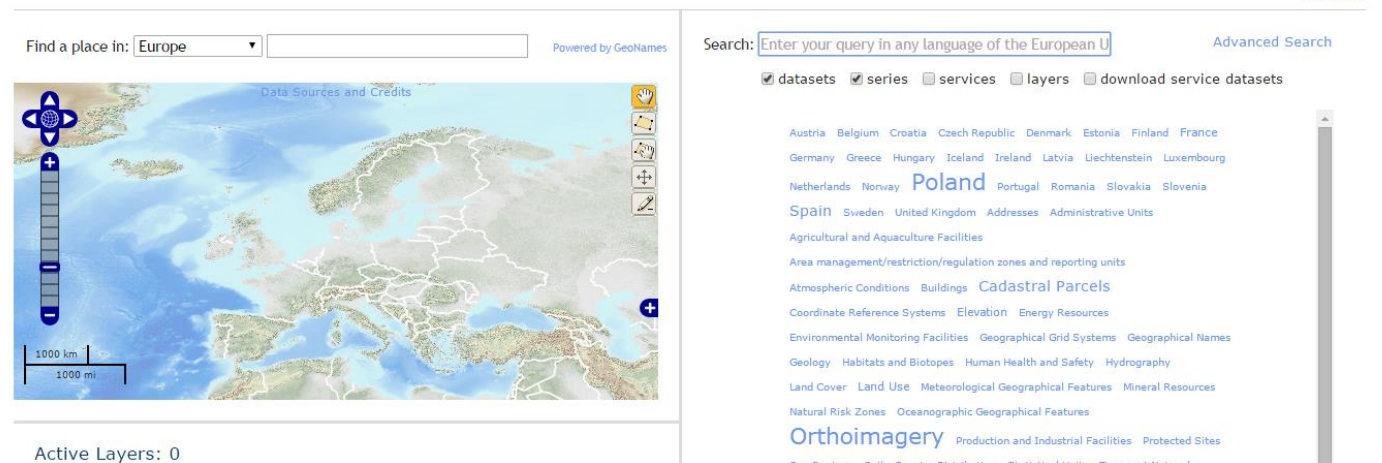 Find a place in: Europe
Powered by GeoNames
Data Sources and Credits
1000 km
1000 mi
Active Layers: 0
Search: Enter your query in any language of the European U
Advanced Search
datasets series services layers download service datasets
Austria Belgium Croatia Czech Republic Denmark Estonia Finland France
Germany Greece Hungary Iceland Ireland Latvia Liechtenstein Luxembourg
Netherlands Norway Poland Portugal Romania Slovakia Slovenia
Spain Sweden United Kingdom Addresses Administrative Units
Agricultural and Aquaculture Facilities
Area management/restriction/regulation zones and reporting units
Atmospheric Conditions Buildings Cadastral Parcels
Coordinate Reference Systems Elevation Energy Resources
Environmental Monitoring Facilities Geographical Grid Systems Geographical Names
Geology Habitats and Biotopes Human Health and Safety Hydrography
Land Cover Land Use Meteorological Geographical Features Mineral Resources
Natural Risk Zones Oceanographic Geographical Features
Orthoimagery Production and Industrial Facilities Protected Sites